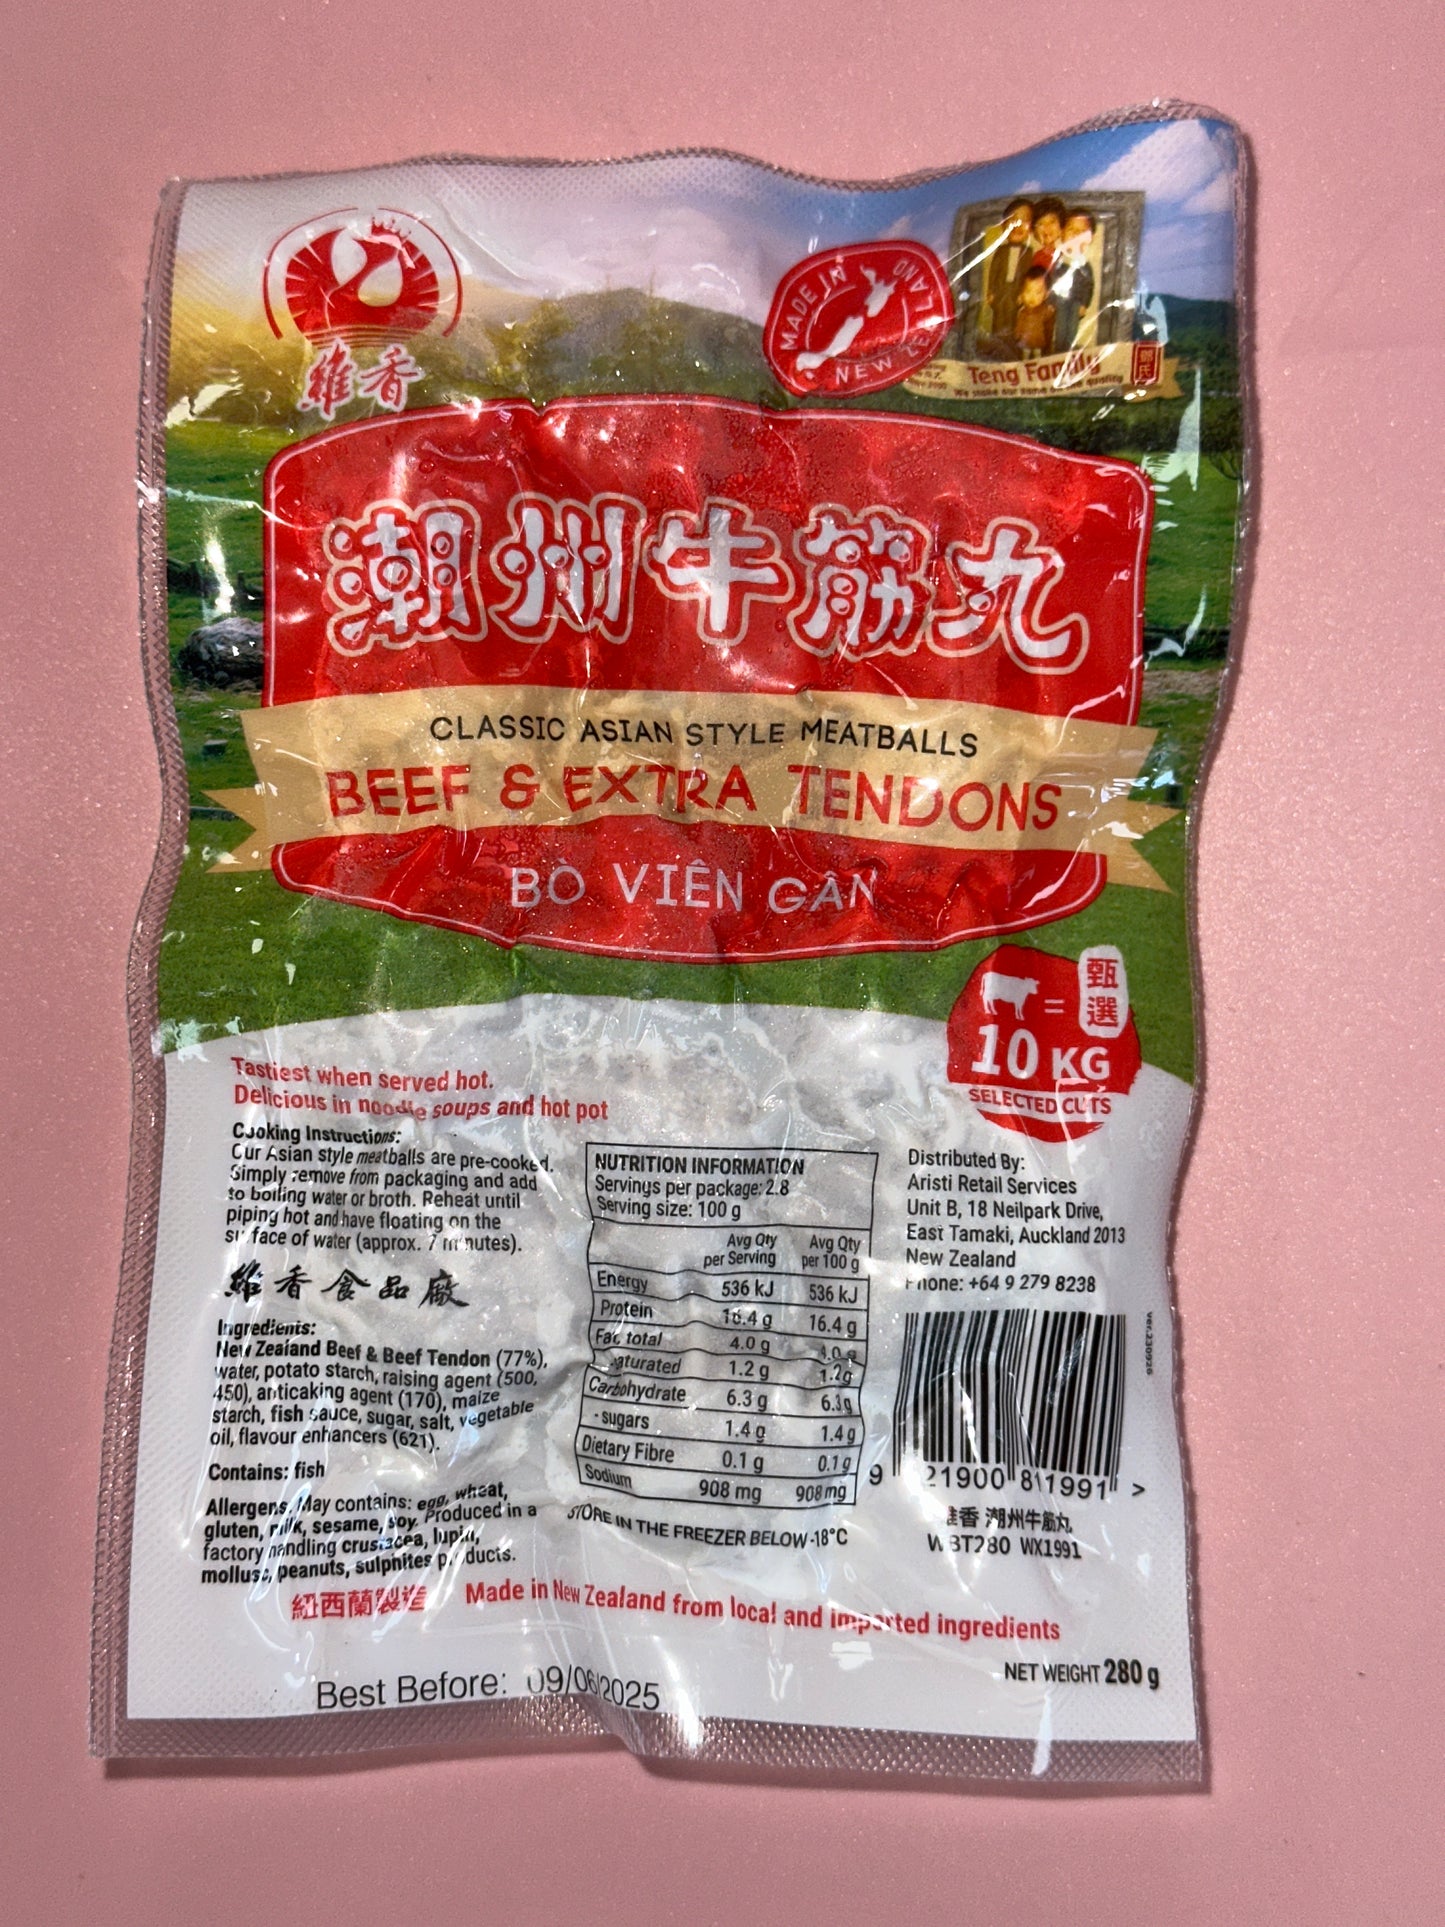 維香
MADE IN NEW ZEALAND
Teng Family
鄧氏
潮州牛筋丸
CLASSIC ASIAN STYLE MEATBALLS
BEEF & EXTRA TENDONS
BÒ VIÊN GÂN
= 甄選
10 KG
SELECTED CUTS
Tastiest when served hot.
Delicious in noodle soups and hot pot
Cooking Instructions:
Our Asian style meatballs are pre-cooked.
Simply remove from packaging and add
to boiling water or broth. Reheat until
piping hot and have floating on the
surface of water (approx. 7 minutes).
維香食品廠
Ingredients:
New Zealand Beef & Beef Tendon (77%),
water, potato starch, raising agent (500,
450), anticaking agent (170), maize
starch, fish sauce, sugar, salt, vegetable
oil, flavour enhancers (621).
Contains: fish
Allergens, May contains: egg, wheat,
gluten, milk, sesame, soy. Produced in a
factory handling crustacea, lupin,
mollusc, peanuts, sulphites products.
NUTRITION INFORMATION
Servings per package: 2.8
Serving size: 100 g
Avg Qty per Serving Avg Qty per 100 g
Energy 536 kJ 536 kJ
Protein 16.4 g 16.4 g
Fat, total 4.0 g 4.0 g
-saturated 1.2 g 1.2g
Carbohydrate 6.3 g 6.3g
- sugars 1.4 g 1.4g
Dietary Fibre 0.1 g 0.1g
Sodium 908 mg 908mg
STORE IN THE FREEZER BELOW -18°C
Distributed By:
Aristi Retail Services
Unit B, 18 Neilpark Drive,
East Tamaki, Auckland 2013
New Zealand
Phone: +64 9 279 8238
ver.230926
9 421900 811991 >
維香 潮州牛筋丸
WBT280 WX1991
紐西蘭製造 Made in New Zealand from local and imported ingredients
NET WEIGHT 280 g
Best Before: 09/06/2025